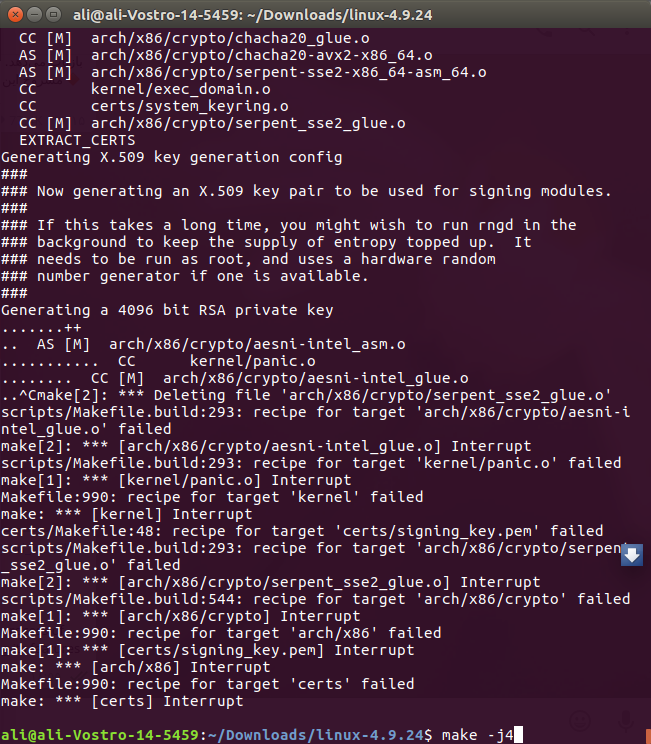 ali@ali-Vostro-14-5459: ~/Downloads/linux-4.9.24
CC [M]  arch/x86/crypto/chacha20_glue.o
AS [M]  arch/x86/crypto/chacha20-avx2-x86_64.o
AS [M]  arch/x86/crypto/serpent-sse2-x86_64-asm_64.o
CC      kernel/exec_domain.o
CC      certs/system_keyring.o
CC [M]  arch/x86/crypto/serpent_sse2_glue.o
EXTRACT_CERTS
Generating X.509 key generation config
###
### Now generating an X.509 key pair to be used for signing modules.
###
### If this takes a long time, you might wish to run rngd in the
### background to keep the supply of entropy topped up.  It
### needs to be run as root, and uses a hardware random
### number generator if one is available.
###
Generating a 4096 bit RSA private key
.......++
..  AS [M]  arch/x86/crypto/aesni-intel_asm.o
...........  CC      kernel/panic.o
........  CC [M]  arch/x86/crypto/aesni-intel_glue.o
..^Cmake[2]: *** Deleting file 'arch/x86/crypto/serpent_sse2_glue.o'
scripts/Makefile.build:293: recipe for target 'arch/x86/crypto/aesni-i
ntel_glue.o' failed
make[2]: *** [arch/x86/crypto/aesni-intel_glue.o] Interrupt
scripts/Makefile.build:293: recipe for target 'kernel/panic.o' failed
make[1]: *** [kernel/panic.o] Interrupt
Makefile:990: recipe for target 'kernel' failed
make: *** [kernel] Interrupt
certs/Makefile:48: recipe for target 'certs/signing_key.pem' failed
scripts/Makefile.build:293: recipe for target 'arch/x86/crypto/serpent
_sse2_glue.o' failed
make[2]: *** [arch/x86/crypto/serpent_sse2_glue.o] Interrupt
scripts/Makefile.build:544: recipe for target 'arch/x86/crypto' failed
make[1]: *** [arch/x86/crypto] Interrupt
Makefile:990: recipe for target 'arch/x86' failed
make[1]: *** [certs/signing_key.pem] Interrupt
make: *** [arch/x86] Interrupt
Makefile:990: recipe for target 'certs' failed
make: *** [certs] Interrupt
ali@ali-Vostro-14-5459:~/Downloads/linux-4.9.24$ make -j4